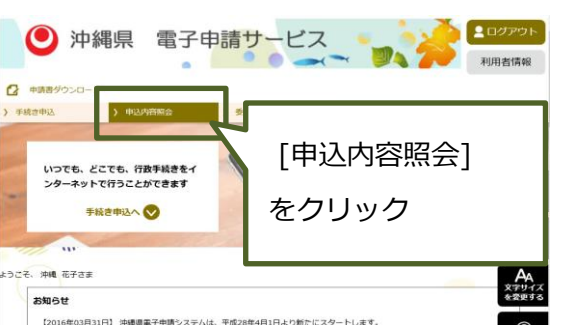 沖縄県 電子申請サービス
ログアウト
利用者情報
申請書ダウンロー
》 手続き申込
》 申込内容照会
[申込内容照会]
をクリック
いつでも、どこでも、行政手続きをイ
ンターネットで行うことができます
手続き申込へ
ようこそ、 沖縄 花子さま
AA
文字サイズ
を変更する
お知らせ
【2016年03月31日】 沖縄県電子申請システムは、平成28年4月1日より新たにスタートします。